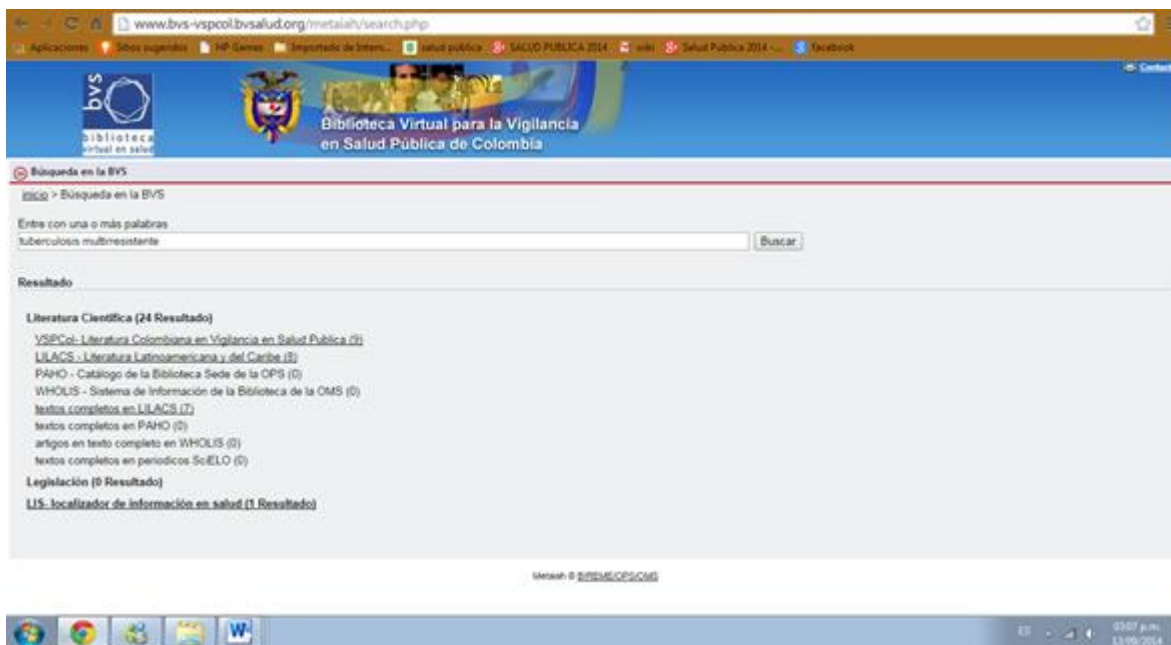 www.bvs-vspcol.bvsalud.org/metaiah/search.php
Aplicaciones Sitios sugeridos HP Games Importado de Intern... salud pública SALUD PUBLICA 2014 wiki Salud Publica 2014 -... facebook
bvs
biblioteca
virtual en salud
Biblioteca Virtual para la Vigilancia
en Salud Pública de Colombia
Búsqueda en la BVS
inicio > Búsqueda en la BVS
Entre con una o más palabras
tuberculosis multirresistente Buscar
Resultado
Literatura Científica (24 Resultado)
VSPCol- Literatura Colombiana en Vigilancia en Salud Publica (9)
LILACS - Literatura Latinoamericana y del Caribe (8)
PAHO - Catálogo de la Biblioteca Sede de la OPS (0)
WHOLIS - Sistema de Información de la Biblioteca de la OMS (0)
textos completos en LILACS (7)
textos completos en PAHO (0)
artigos en texto completo en WHOLIS (0)
textos completos en periodicos SciELO (0)
Legislación (0 Resultado)
LIS- localizador de información en salud (1 Resultado)
Metaiah © BIREME/OPS/OMS
ES 03:07 p.m.